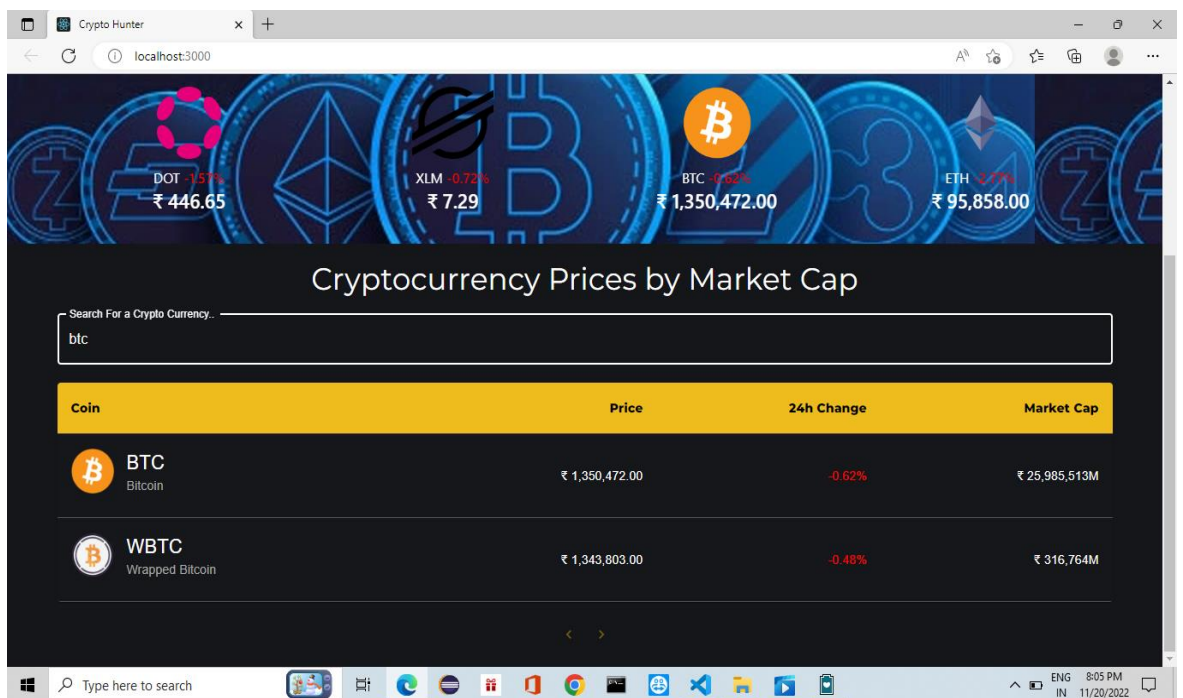 Crypto Hunter
localhost:3000
DOT -1.57%
₹ 446.65
XLM -0.72%
₹ 7.29
BTC -0.62%
₹ 1,350,472.00
ETH -2.77%
₹ 95,858.00
Cryptocurrency Prices by Market Cap
Search For a Crypto Currency..
btc
Coin Price 24h Change Market Cap
BTC
Bitcoin
₹ 1,350,472.00 -0.62% ₹ 25,985,513M
WBTC
Wrapped Bitcoin
₹ 1,343,803.00 -0.48% ₹ 316,764M
Type here to search
ENG 8:05 PM
IN 11/20/2022